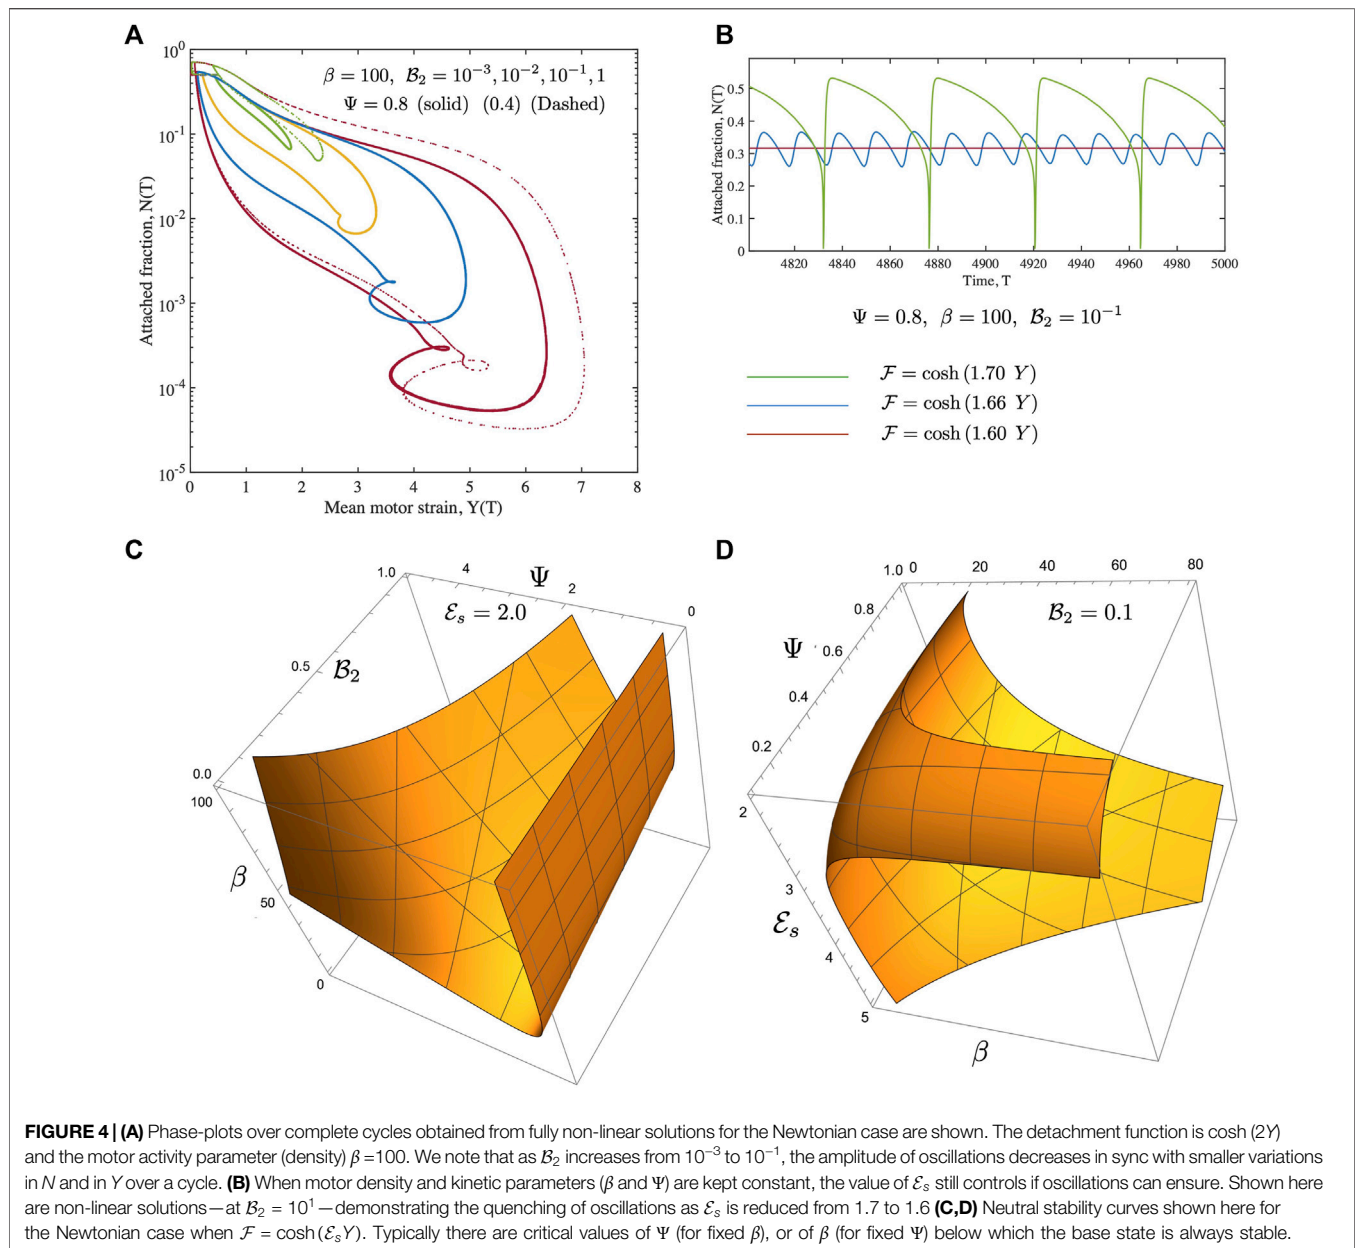 A
β = 100, B₂ = 10⁻³, 10⁻², 10⁻¹, 1
Ψ = 0.8 (solid) (0.4) (Dashed)
Attached fraction, N(T)
10⁰
10⁻¹
10⁻²
10⁻³
10⁻⁴
10⁻⁵
0 1 2 3 4 5 6 7 8
Mean motor strain, Y(T)
B
Attached fraction, N(T)
0.5
0.4
0.3
0.2
0.1
0
4820 4840 4860 4880 4900 4920 4940 4960 4980 5000
Time, T
Ψ = 0.8, β = 100, B₂ = 10⁻¹
F = cosh (1.70 Y)
F = cosh (1.66 Y)
F = cosh (1.60 Y)
C
1.0
4
Ψ
2
0
Ɛₛ = 2.0
0.5
B₂
0.0
100
β
50
0
D
1.0
0 20 40 60 80
0.8
B₂ = 0.1
Ψ
0.6
0.4
0.2
2
3
Ɛₛ
4
5
β
FIGURE 4 | (A) Phase-plots over complete cycles obtained from fully non-linear solutions for the Newtonian case are shown. The detachment function is cosh (2Y)
and the motor activity parameter (density) β =100. We note that as B₂ increases from 10⁻³ to 10⁻¹, the amplitude of oscillations decreases in sync with smaller variations
in N and in Y over a cycle. (B) When motor density and kinetic parameters (β and Ψ) are kept constant, the value of Ɛₛ still controls if oscillations can ensure. Shown here
are non-linear solutions—at B₂ = 10¹—demonstrating the quenching of oscillations as Ɛₛ is reduced from 1.7 to 1.6 (C,D) Neutral stability curves shown here for
the Newtonian case when F = cosh (ƐₛY). Typically there are critical values of Ψ (for fixed β), or of β (for fixed Ψ) below which the base state is always stable.